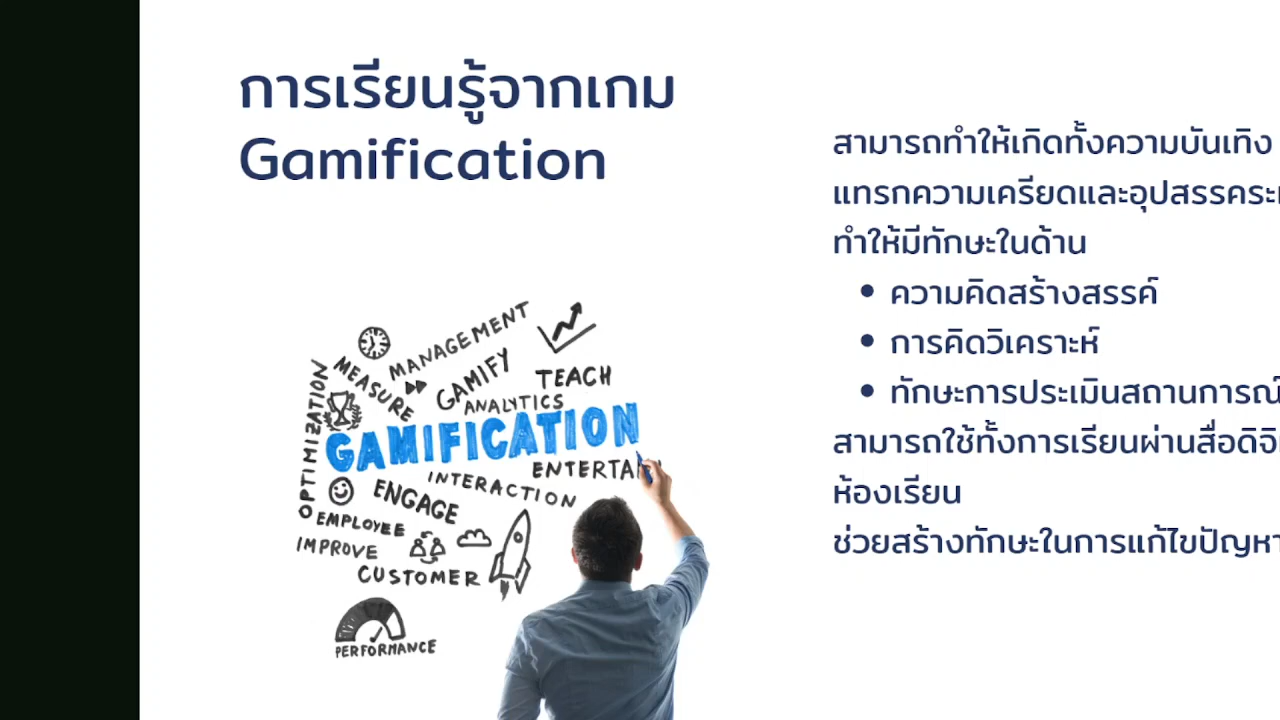 การเรียนรู้จากเกม
Gamification
สามารถทำให้เกิดทั้งความบันเทิง
แทรกความเครียดและอุปสรรค
ทำให้มีทักษะในด้าน
• ความคิดสร้างสรรค์
• การคิดวิเคราะห์
• ทักษะการประเมินสถานการณ์
สามารถใช้ทั้งการเรียนผ่านสื่อ
ห้องเรียน
ช่วยสร้างทักษะในการแก้ไขปัญหา
MANAGEMENT
MEASURE
GAMIFY
TEACH
ANALYTICS
OPTIMIZATION
GAMIFICATION
ENTERTA
INTERACTION
ENGAGE
EMPLOYEE
IMPROVE
CUSTOMER
PERFORMANCE